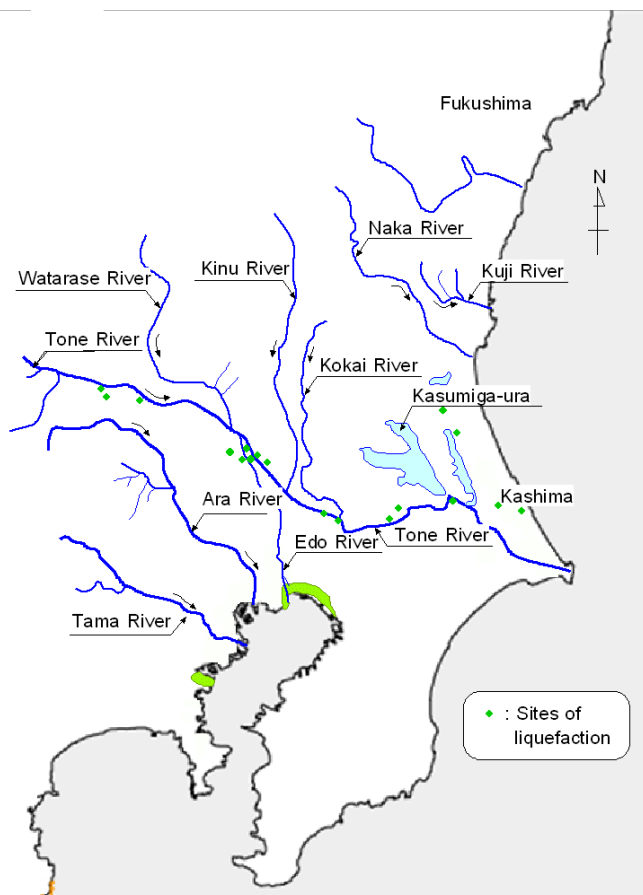 Fukushima
N
Naka River
Kinu River
Kuji River
Watarase River
Tone River
Kokai River
Kasumiga-ura
Ara River
Kashima
Edo River
Tone River
Tama River
: Sites of
liquefaction